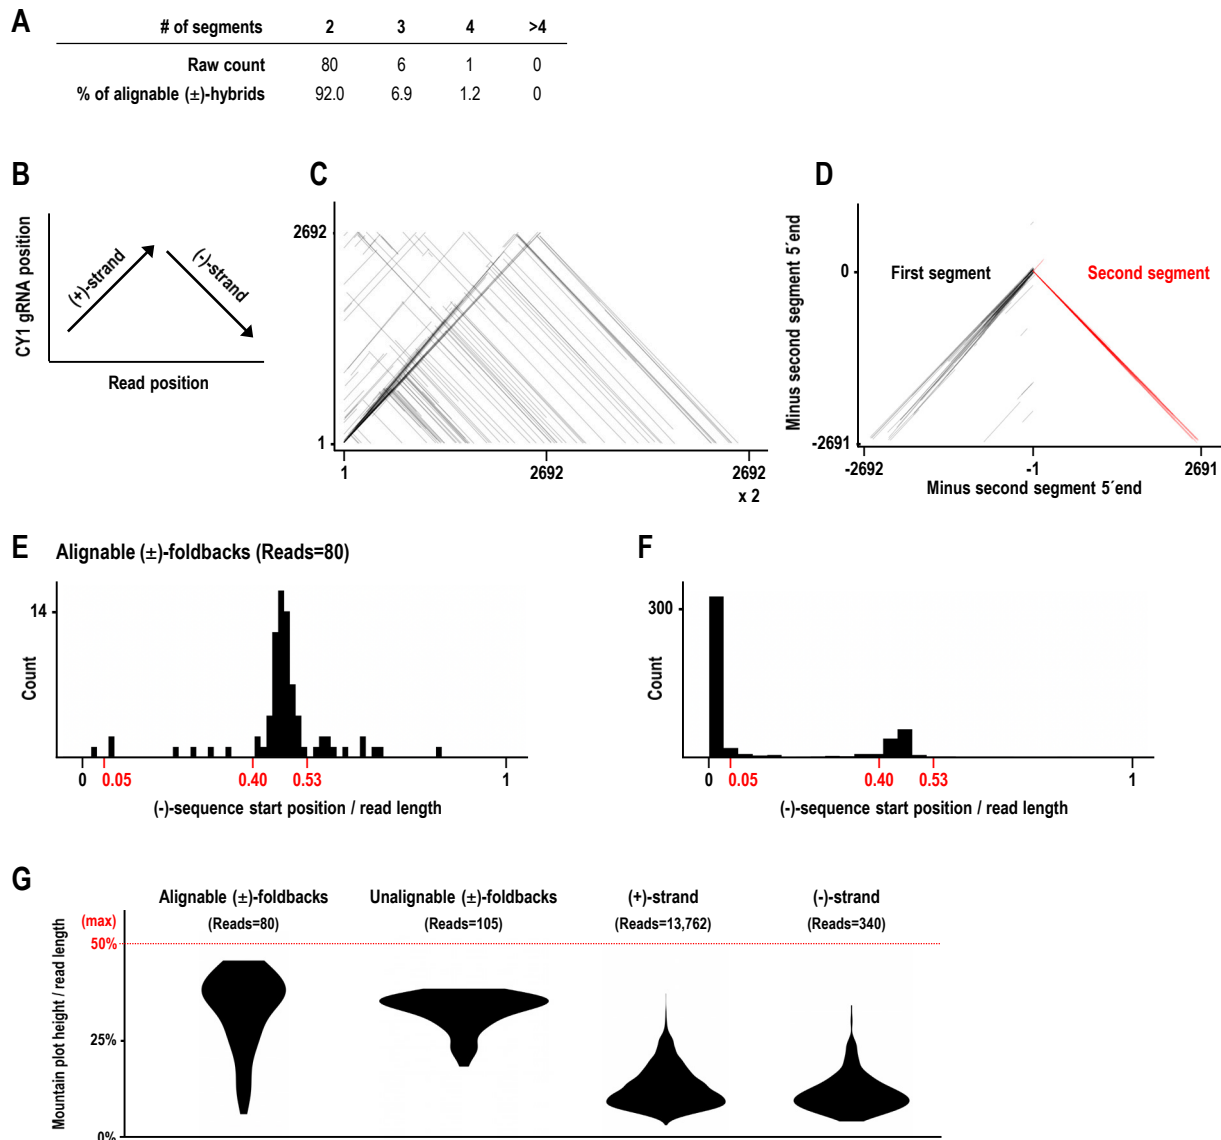 A
# of segments 2 3 4 >4
Raw count 80 6 1 0
% of alignable (±)-hybrids 92.0 6.9 1.2 0
B
CY1 gRNA position
(+)-strand
(-)-strand
Read position
C
2692
1
1 2692 2692
x 2
D
Minus second segment 5´end
0
-2691
First segment
Second segment
-2692 -1 2691
Minus second segment 5´end
E
Alignable (±)-foldbacks (Reads=80)
14
Count
0 0.05 0.40 0.53 1
(-)-sequence start position / read length
F
300
Count
0 0.05 0.40 0.53 1
(-)-sequence start position / read length
G
Alignable (±)-foldbacks Unalignable (±)-foldbacks (+)-strand (-)-strand
(Reads=80) (Reads=105) (Reads=13,762) (Reads=340)
Mountain plot height / read length
(max)
50%
25%
0%